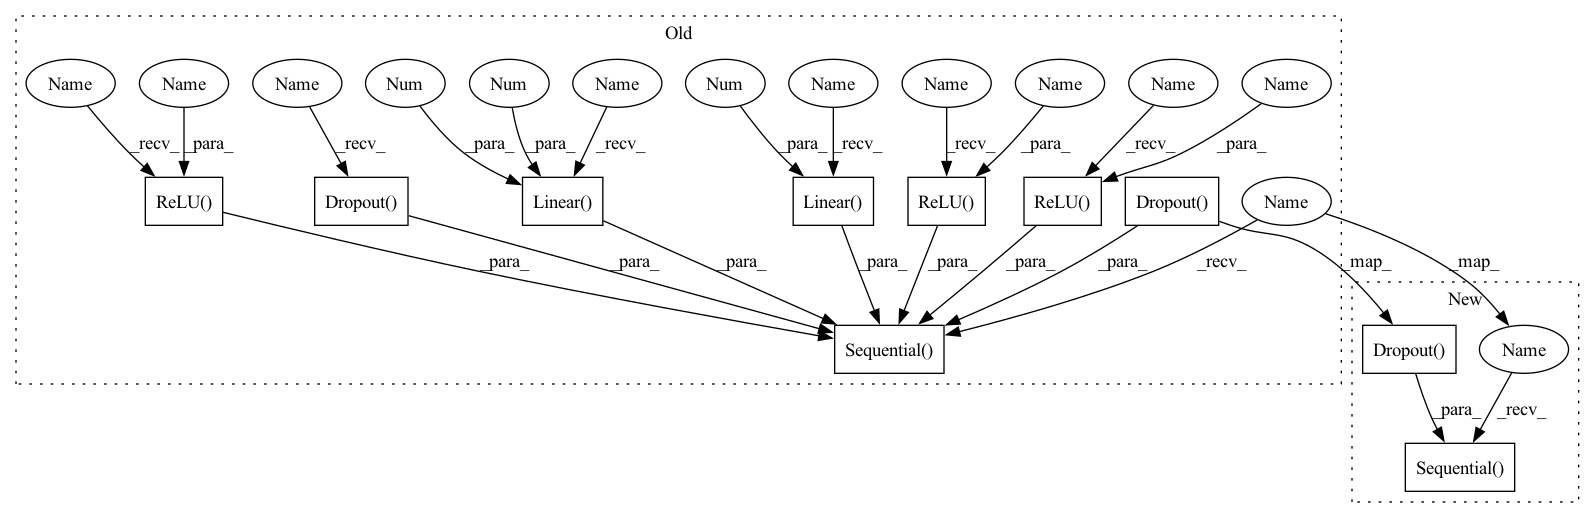 Old
Name Name Name Num Num Name Num Name Name Name Name Name
_recv_ _para_ _recv_ _para_ _para_ _recv_ _para_ _recv_ _recv_ _para_ _recv_ _para_
ReLU() Dropout() Linear() Linear() ReLU() ReLU() Dropout() Name
_para_ _para_ _para_ _para_ _para_ _para_ _para_ _recv_ _map_ _map_
New
Sequential() Dropout() Name
_para_ _recv_
Sequential()